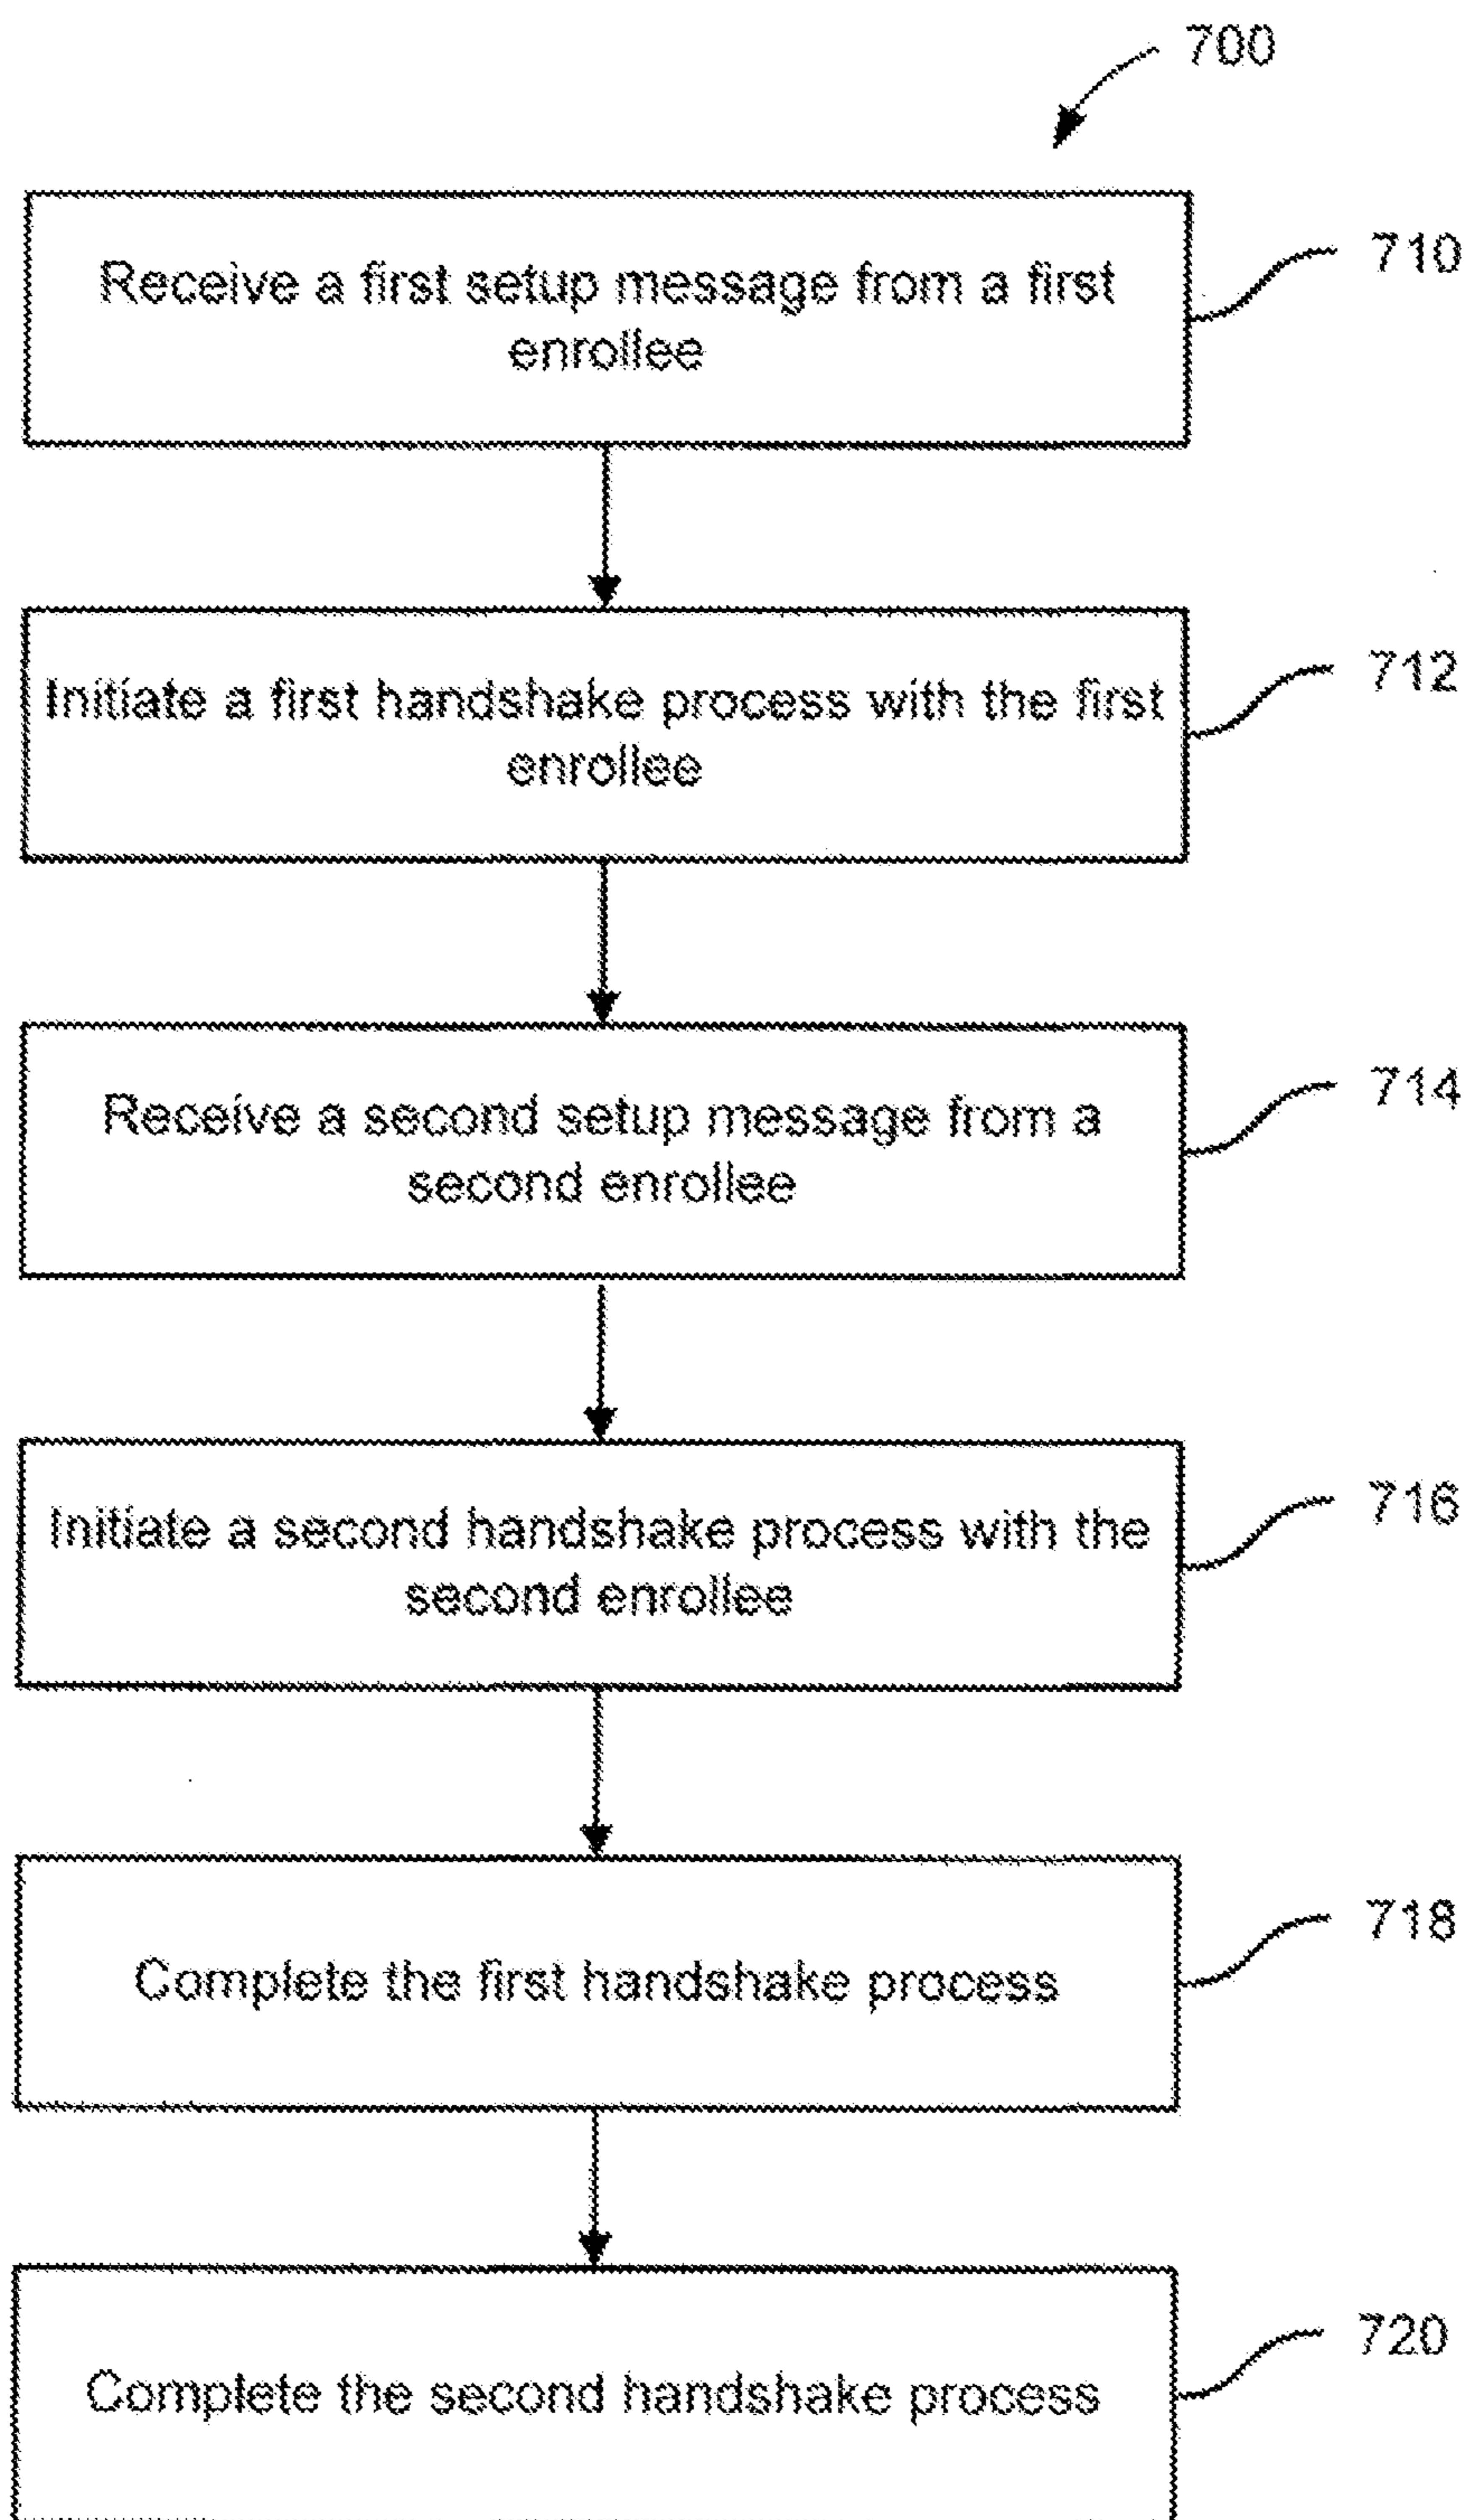 700
Receive a first setup message from a first
enrollee
710
Initiate a first handshake process with the first
enrollee
712
Receive a second setup message from a
second enrollee
714
Initiate a second handshake process with the
second enrollee
716
Complete the first handshake process
718
Complete the second handshake process
720